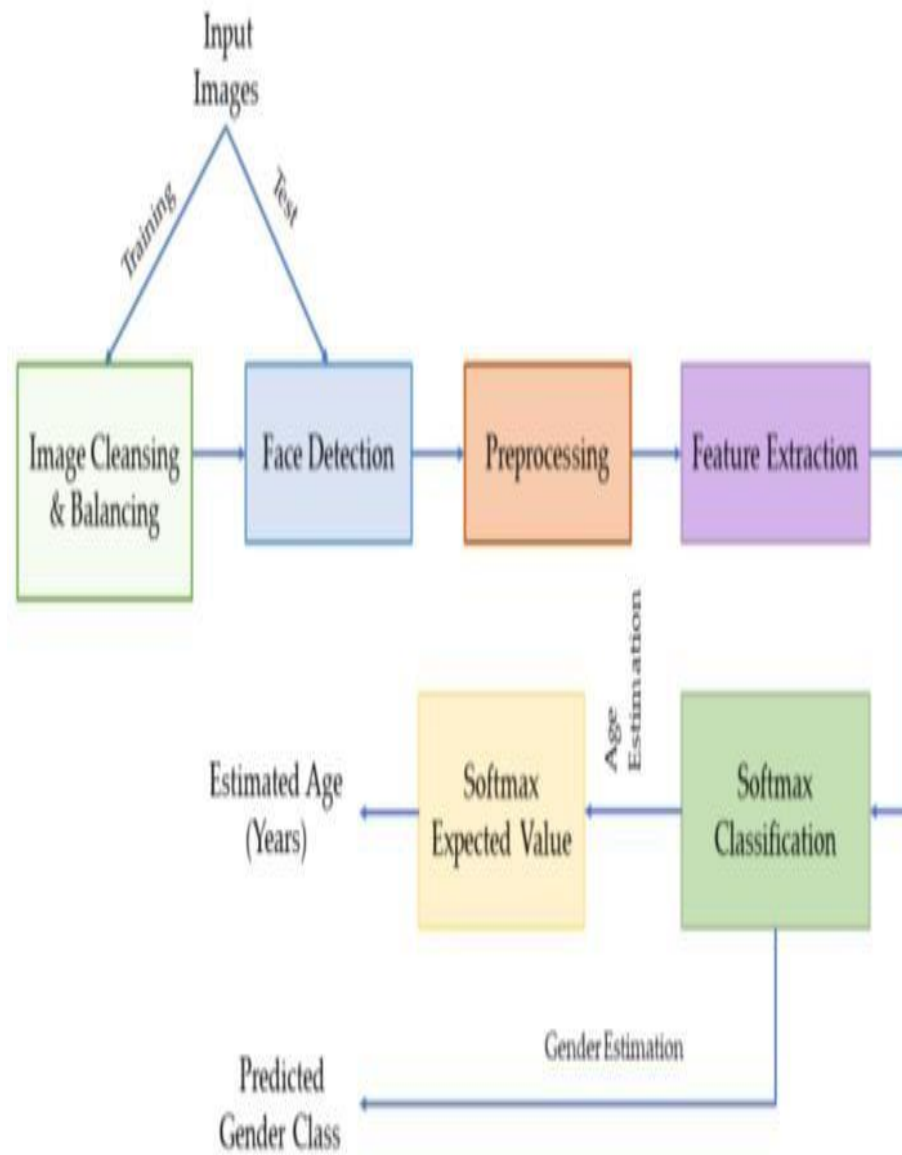 Input
Images
Training
Test
Image Cleansing
& Balancing
Face Detection
Preprocessing
Feature Extraction
Age
Estimation
Estimated Age
(Years)
Softmax
Expected Value
Softmax
Classification
Gender Estimation
Predicted
Gender Class